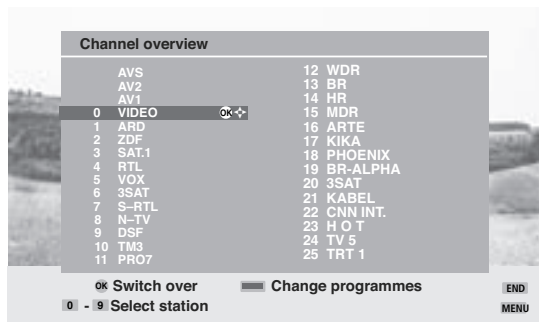 Channel overview
AVS
AV2
AV1
0 VIDEO OK
1 ARD
2 ZDF
3 SAT.1
4 RTL
5 VOX
6 3SAT
7 S–RTL
8 N–TV
9 DSF
10 TM3
11 PRO7
12 WDR
13 BR
14 HR
15 MDR
16 ARTE
17 KIKA
18 PHOENIX
19 BR-ALPHA
20 3SAT
21 KABEL
22 CNN INT.
23 H O T
24 TV 5
25 TRT 1
OK Switch over Change programmes END
0 - 9 Select station MENU